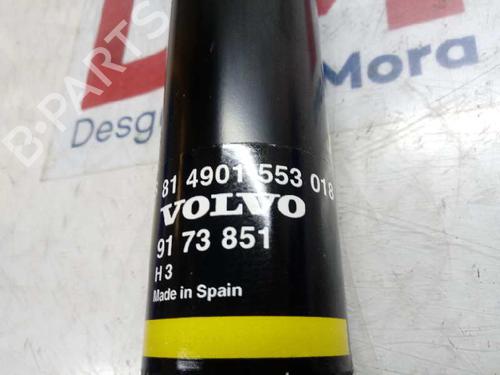 B-PARTS
Desg
Mora
81 4901 553 018
VOLVO
91 73 851
H 3
Made in Spain